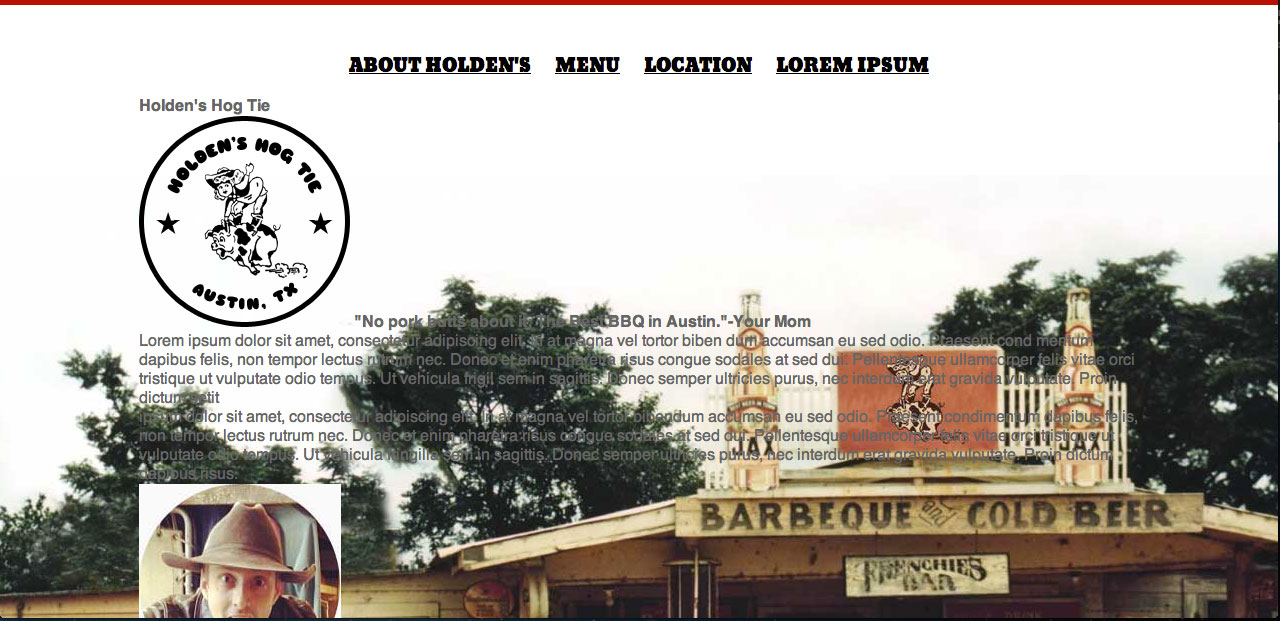 ABOUT HOLDEN'S MENU LOCATION LOREM IPSUM
Holden's Hog Tie
HOLDEN'S HOG TIE
AUSTIN, TX
"No pork butts about it. The Best BBQ in Austin."-Your Mom
Lorem ipsum dolor sit amet, consectetur adipiscing elit. In at magna vel tortor biben dum accumsan eu sed odio. Praesent cond mentum
dapibus felis, non tempor lectus rutrum nec. Donec et enim pharetra risus congue sodales at sed dui. Pellentesque ullamcorper felis vitae orci
tristique ut vulputate odio tempus. Ut vehicula fringil sem in sagittis. Donec semper ultricies purus, nec interdum erat gravida vulputate. Proin
dictum petit
ipsum dolor sit amet, consectetur adipiscing elit. In at magna vel tortor bibendum accumsan eu sed odio. Praesent condimentum dapibus felis,
non tempor lectus rutrum nec. Donec et enim pharetra risus congue sodales at sed dui. Pellentesque ullamcorper felis vitae orci tristique ut
vulputate odio tempus. Ut vehicula fringilla sem in sagittis. Donec semper ultricies purus, nec interdum erat gravida vulputate. Proin dictum
dapibus risus.
JAX JAX
BARBEQUE and COLD BEER
FRENCHIES
BAR